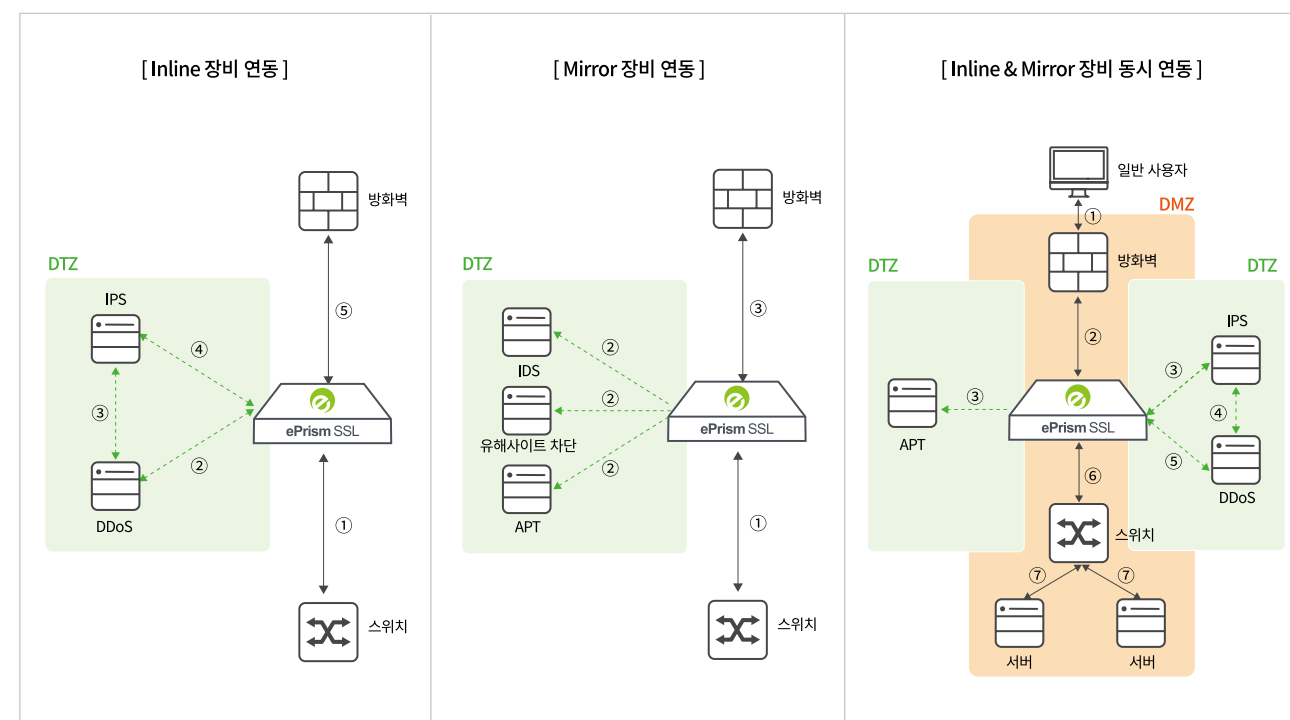 [ Inline 장비 연동 ]
방화벽
DTZ
IPS
⑤
④
③
ePrism SSL
②
DDoS
①
스위치
[ Mirror 장비 연동 ]
방화벽
DTZ
③
IDS
②
②
유해사이트 차단
ePrism SSL
②
APT
①
스위치
[ Inline & Mirror 장비 동시 연동 ]
일반 사용자
DMZ
①
방화벽
DTZ
DTZ
②
IPS
③
③
④
APT
ePrism SSL
⑤
⑥
DDoS
스위치
⑦
⑦
서버
서버